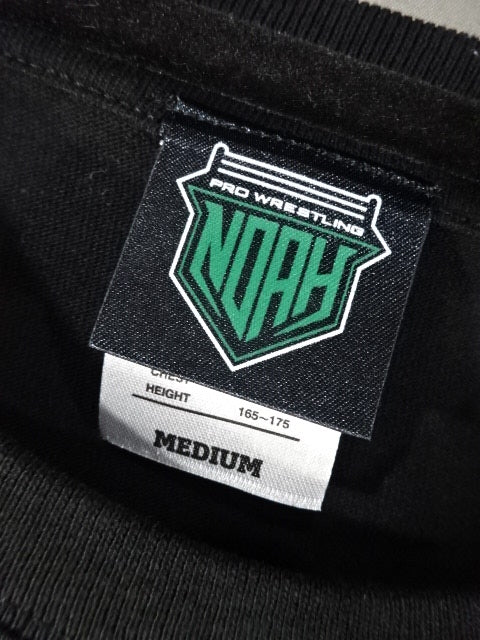 PRO WRESTLING
NOAH
CHEST
HEIGHT 165~175
MEDIUM